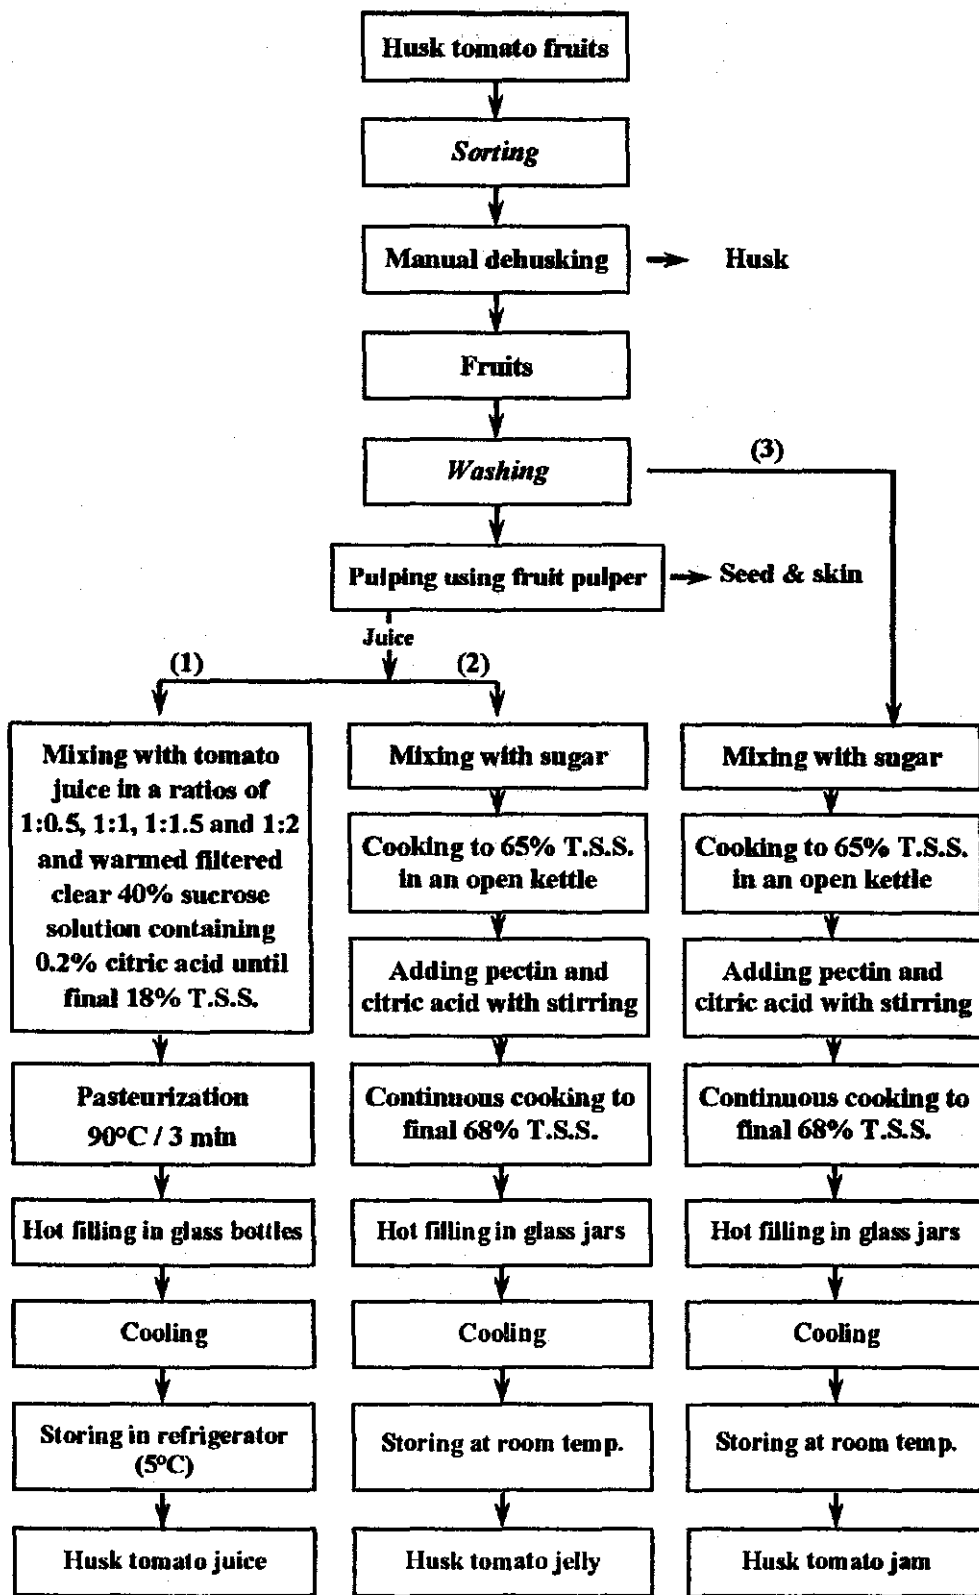 Husk tomato fruits
Sorting
Manual dehusking
Husk
Fruits
Washing
(3)
Pulping using fruit pulper
Seed & skin
Juice
(1)
(2)
Mixing with tomato
juice in a ratios of
1:0.5, 1:1, 1:1.5 and 1:2
and warmed filtered
clear 40% sucrose
solution containing
0.2% citric acid until
final 18% T.S.S.
Pasteurization
90°C / 3 min
Hot filling in glass bottles
Cooling
Storing in refrigerator
(5°C)
Husk tomato juice
Mixing with sugar
Cooking to 65% T.S.S.
in an open kettle
Adding pectin and
citric acid with stirring
Continuous cooking to
final 68% T.S.S.
Hot filling in glass jars
Cooling
Storing at room temp.
Husk tomato jelly
Mixing with sugar
Cooking to 65% T.S.S.
in an open kettle
Adding pectin and
citric acid with stirring
Continuous cooking to
final 68% T.S.S.
Hot filling in glass jars
Cooling
Storing at room temp.
Husk tomato jam